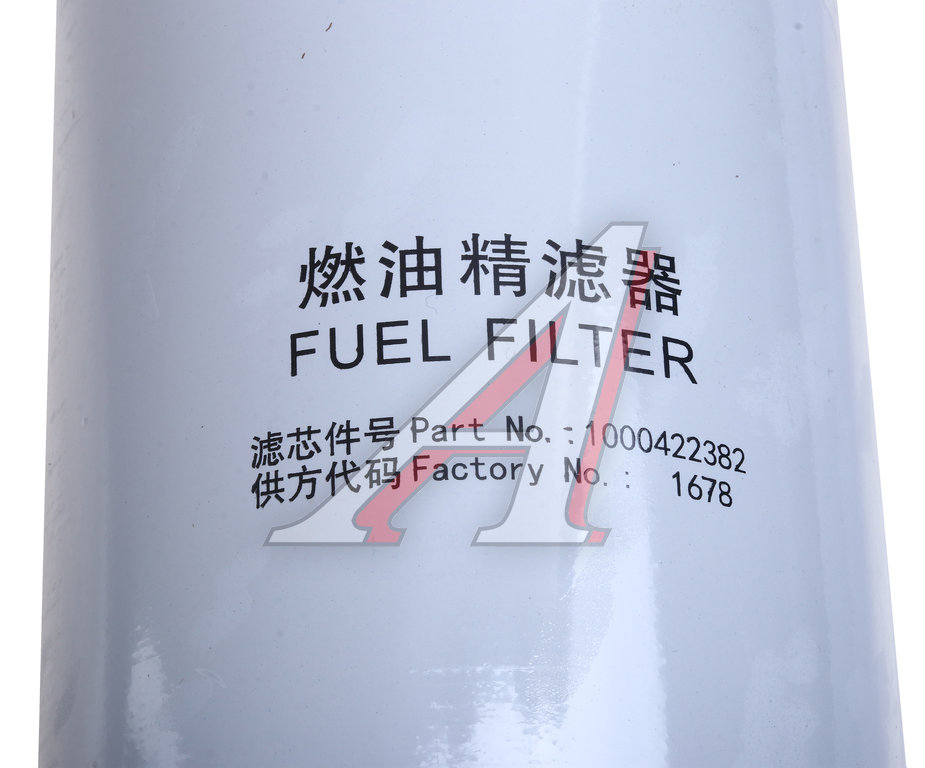 燃油精滤器
FUEL FILTER
滤芯件号 Part No.:1000422382
供方代码 Factory No.: 1678